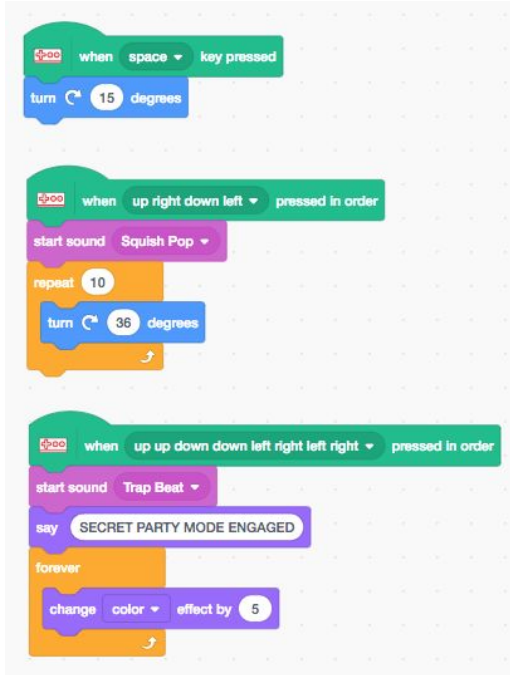 when space key pressed
turn 15 degrees
when up right down left pressed in order
start sound Squish Pop
repeat 10
turn 36 degrees
when up up down down left right left right pressed in order
start sound Trap Beat
say SECRET PARTY MODE ENGAGED
forever
change color effect by 5